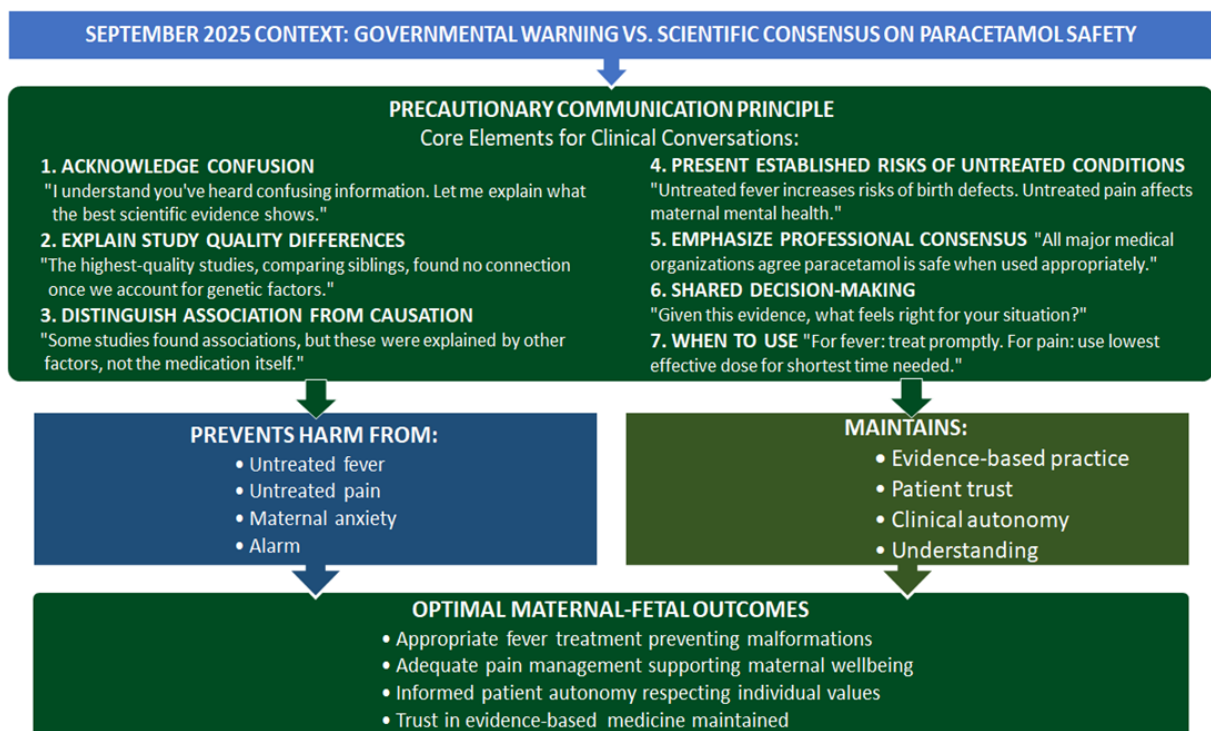 SEPTEMBER 2025 CONTEXT: GOVERNMENTAL WARNING VS. SCIENTIFIC CONSENSUS ON PARACETAMOL SAFETY
PRECAUTIONARY COMMUNICATION PRINCIPLE
Core Elements for Clinical Conversations:
1. ACKNOWLEDGE CONFUSION
"I understand you've heard confusing information. Let me explain what
the best scientific evidence shows."
2. EXPLAIN STUDY QUALITY DIFFERENCES
"The highest-quality studies, comparing siblings, found no connection
once we account for genetic factors."
3. DISTINGUISH ASSOCIATION FROM CAUSATION
"Some studies found associations, but these were explained by other
factors, not the medication itself."
4. PRESENT ESTABLISHED RISKS OF UNTREATED CONDITIONS
"Untreated fever increases risks of birth defects. Untreated pain affects
maternal mental health."
5. EMPHASIZE PROFESSIONAL CONSENSUS "All major medical
organizations agree paracetamol is safe when used appropriately."
6. SHARED DECISION-MAKING
"Given this evidence, what feels right for your situation?"
7. WHEN TO USE "For fever: treat promptly. For pain: use lowest
effective dose for shortest time needed."
PREVENTS HARM FROM:
• Untreated fever
• Untreated pain
• Maternal anxiety
• Alarm
MAINTAINS:
• Evidence-based practice
• Patient trust
• Clinical autonomy
• Understanding
OPTIMAL MATERNAL-FETAL OUTCOMES
• Appropriate fever treatment preventing malformations
• Adequate pain management supporting maternal wellbeing
• Informed patient autonomy respecting individual values
• Trust in evidence-based medicine maintained